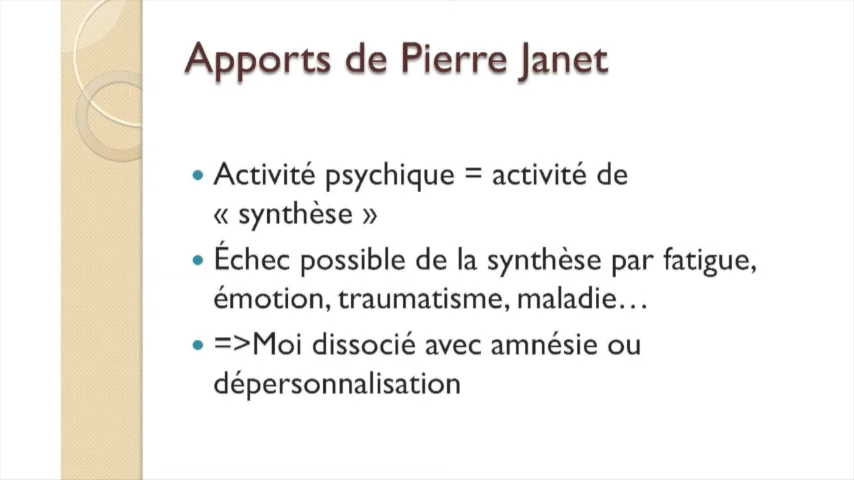 Apports de Pierre Janet
• Activité psychique = activité de
« synthèse »
• Échec possible de la synthèse par fatigue,
émotion, traumatisme, maladie…
• =>Moi dissocié avec amnésie ou
dépersonnalisation